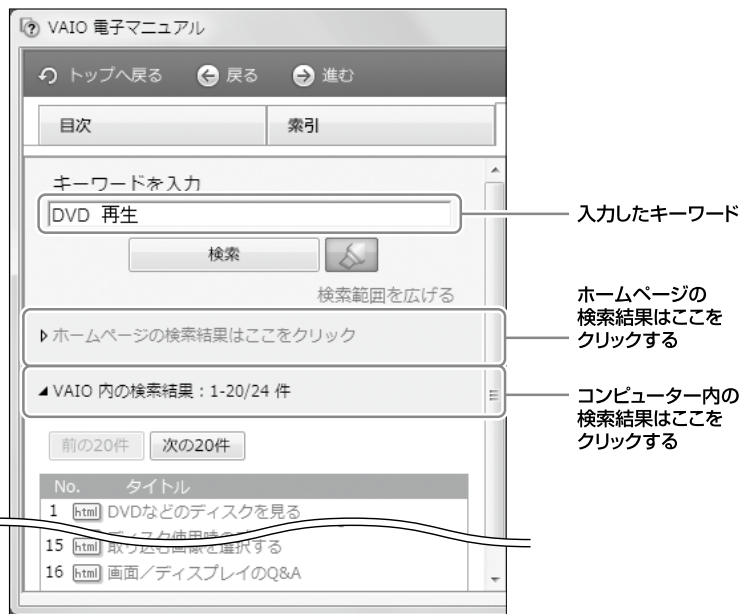 VAIO 電子マニュアル
トップへ戻る 戻る 進む
目次 索引
キーワードを入力
DVD 再生
検索
検索範囲を広げる
ホームページの検索結果はここをクリック
VAIO 内の検索結果：1-20/24 件
前の20件 次の20件
No. タイトル
1 html DVDなどのディスクを見る
15 html 取り込む画像を選択する
16 html 画面／ディスプレイのQ&A
入力したキーワード
ホームページの
検索結果はここを
クリックする
コンピューター内の
検索結果はここを
クリックする